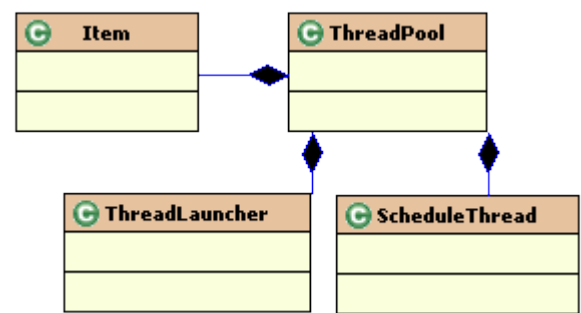 C Item
C ThreadPool
C ThreadLauncher
C ScheduleThread